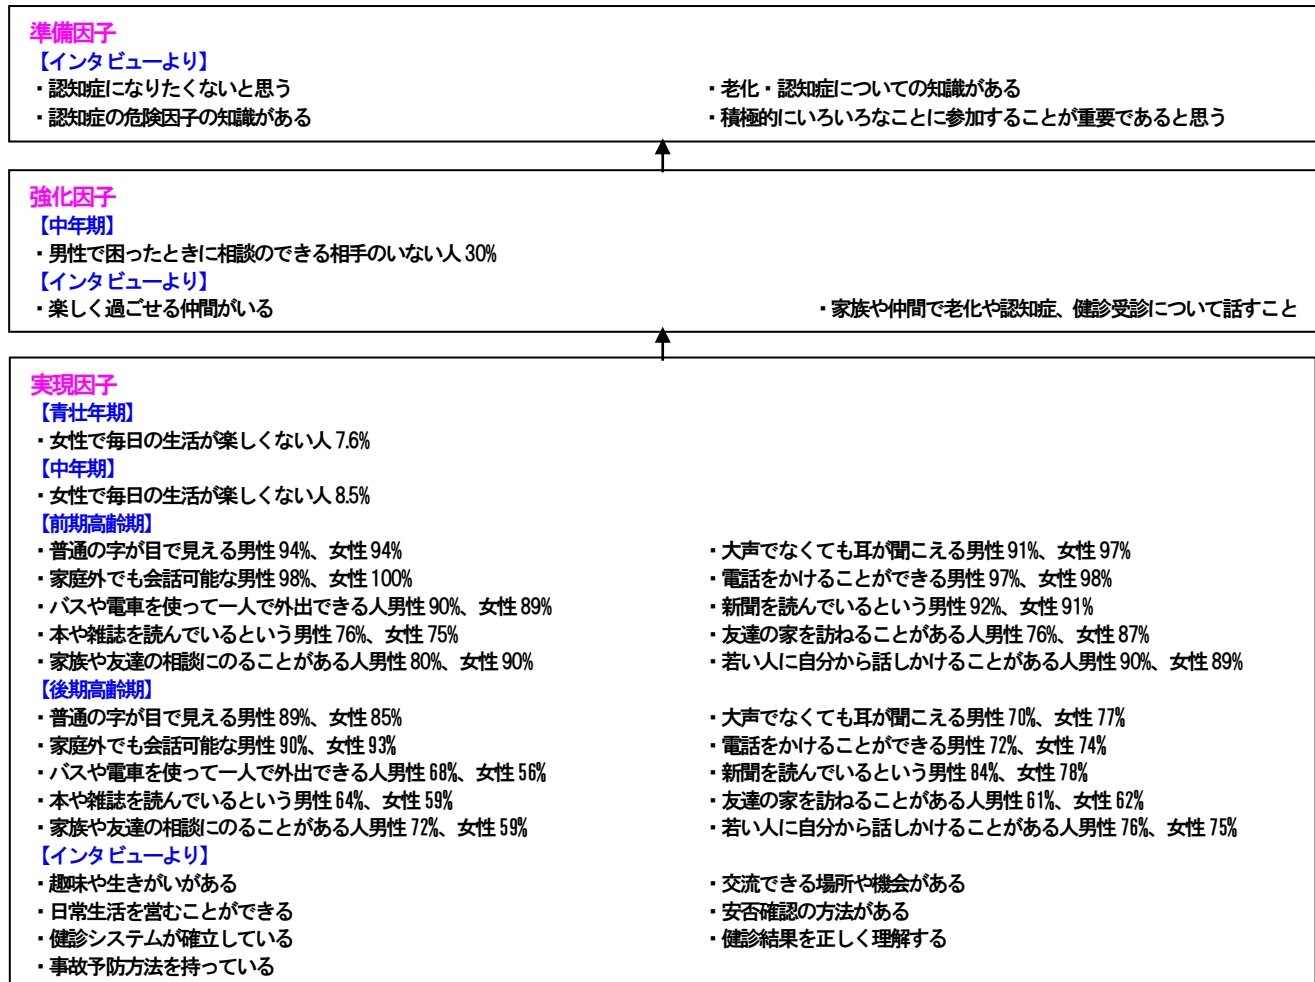 準備因子
【インタビューより】
・認知症になりたくないと思う ・老化・認知症についての知識がある
・認知症の危険因子の知識がある ・積極的にいろいろなことに参加することが重要であると思う
強化因子
【中年期】
・男性で困ったときに相談のできる相手のいない人 30%
【インタビューより】
・楽しく過ごせる仲間がいる ・家族や仲間で老化や認知症、健診受診について話すこと
実現因子
【青壮年期】
・女性で毎日の生活が楽しくない人 7.6%
【中年期】
・女性で毎日の生活が楽しくない人 8.5%
【前期高齢期】
・普通の字が目で見える男性 94%、女性 94% ・大声でなくても耳が聞こえる男性 91%、女性 97%
・家庭外でも会話可能な男性 98%、女性 100% ・電話をかけることができる男性 97%、女性 98%
・バスや電車を使って一人で外出できる人男性 90%、女性 89% ・新聞を読んでいるという男性 92%、女性 91%
・本や雑誌を読んでいるという男性 76%、女性 75% ・友達の家を訪ねることがある人男性 76%、女性 87%
・家族や友達の相談にのることがある人男性 80%、女性 90% ・若い人に自分から話しかけることがある人男性 90%、女性 89%
【後期高齢期】
・普通の字が目で見える男性 89%、女性 85% ・大声でなくても耳が聞こえる男性 70%、女性 77%
・家庭外でも会話可能な男性 90%、女性 93% ・電話をかけることができる男性 72%、女性 74%
・バスや電車を使って一人で外出できる人男性 68%、女性 56% ・新聞を読んでいるという男性 84%、女性 78%
・本や雑誌を読んでいるという男性 64%、女性 59% ・友達の家を訪ねることがある人男性 61%、女性 62%
・家族や友達の相談にのることがある人男性 72%、女性 59% ・若い人に自分から話しかけることがある人男性 76%、女性 75%
【インタビューより】
・趣味や生きがいがある ・交流できる場所や機会がある
・日常生活を営むことができる ・安否確認の方法がある
・健診システムが確立している ・健診結果を正しく理解する
・事故予防方法を持っている